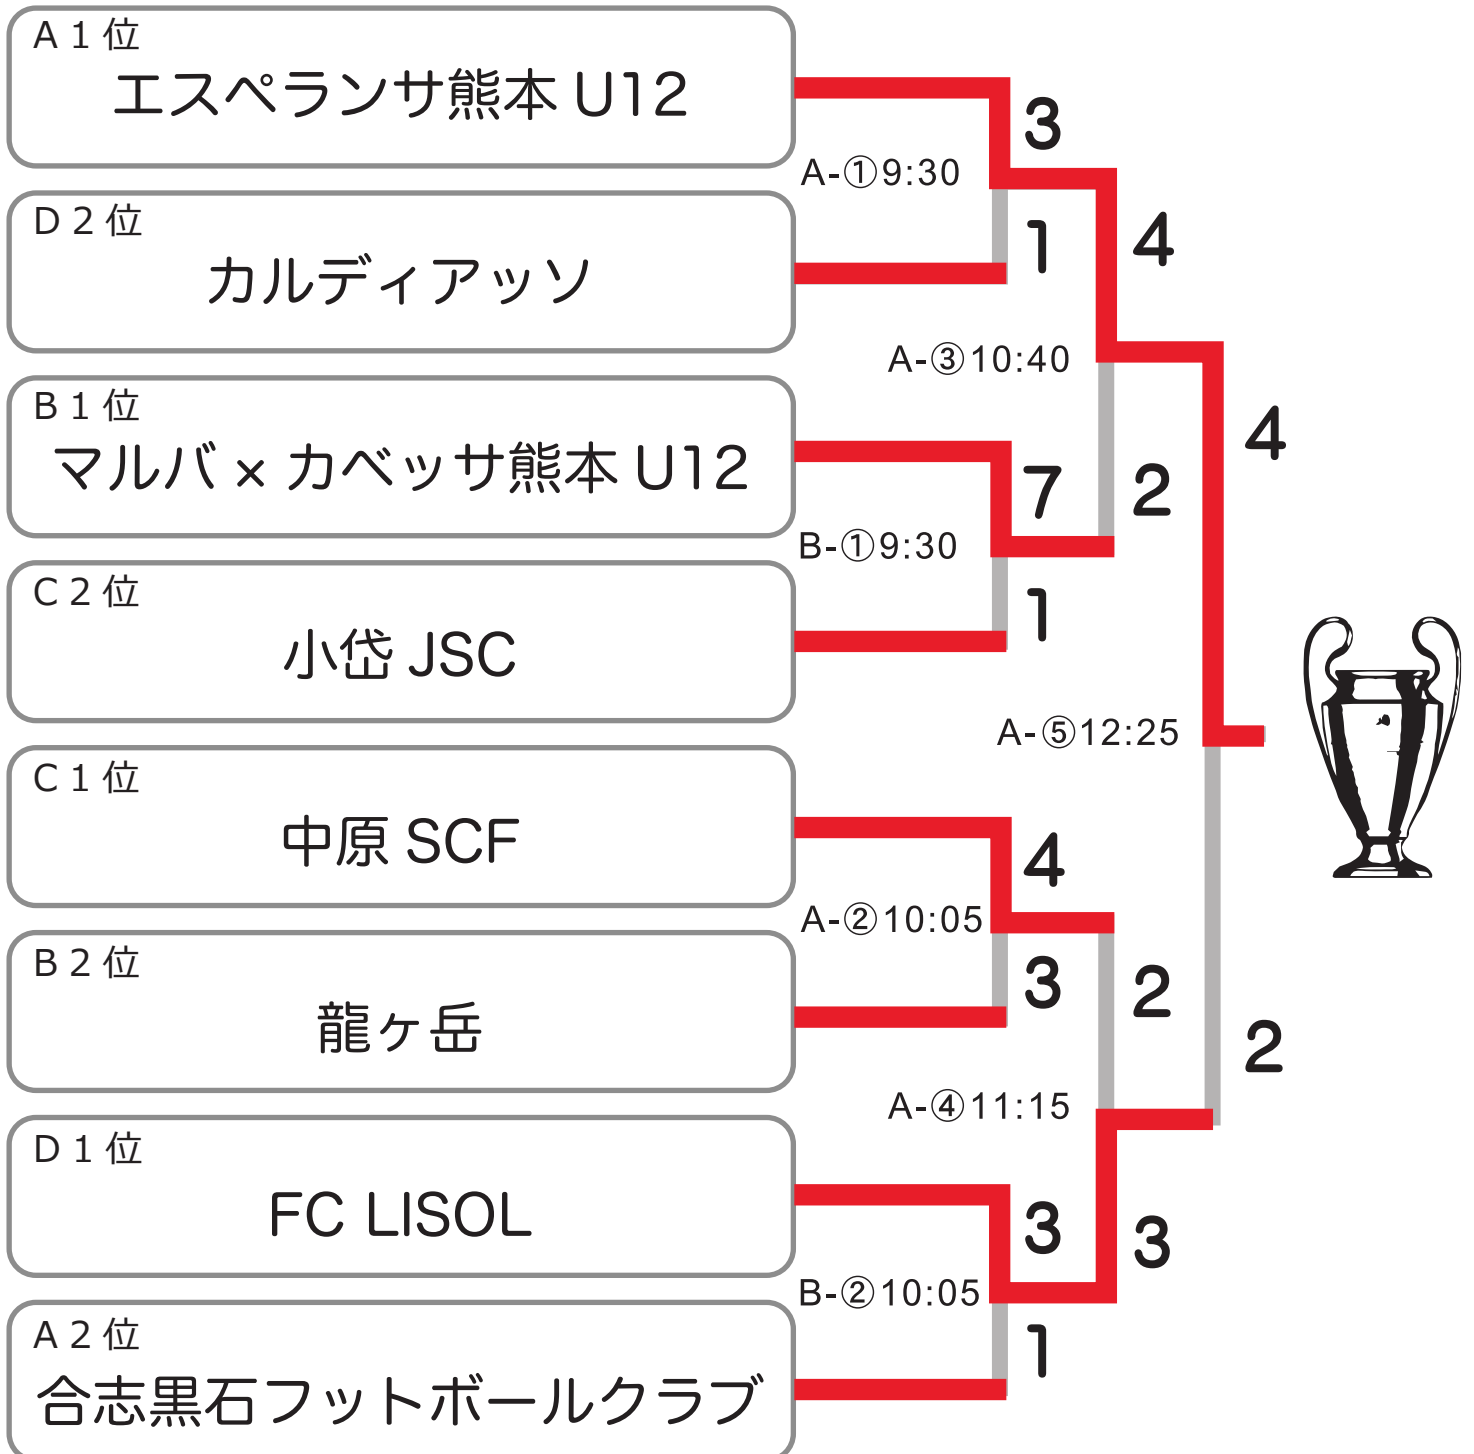 A 1 位
エスペランサ熊本 U12
3
A-①9:30
D 2 位
1
4
カルディアッソ
A-③10:40
B 1 位
4
マルバ × カベッサ熊本 U12
7
2
B-①9:30
C 2 位
1
小岱 JSC
A-⑤12:25
C 1 位
中原 SCF
4
A-②10:05
B 2 位
3
2
龍ヶ岳
2
A-④11:15
D 1 位
FC LISOL
3
3
B-②10:05
A 2 位
1
合志黒石フットボールクラブ